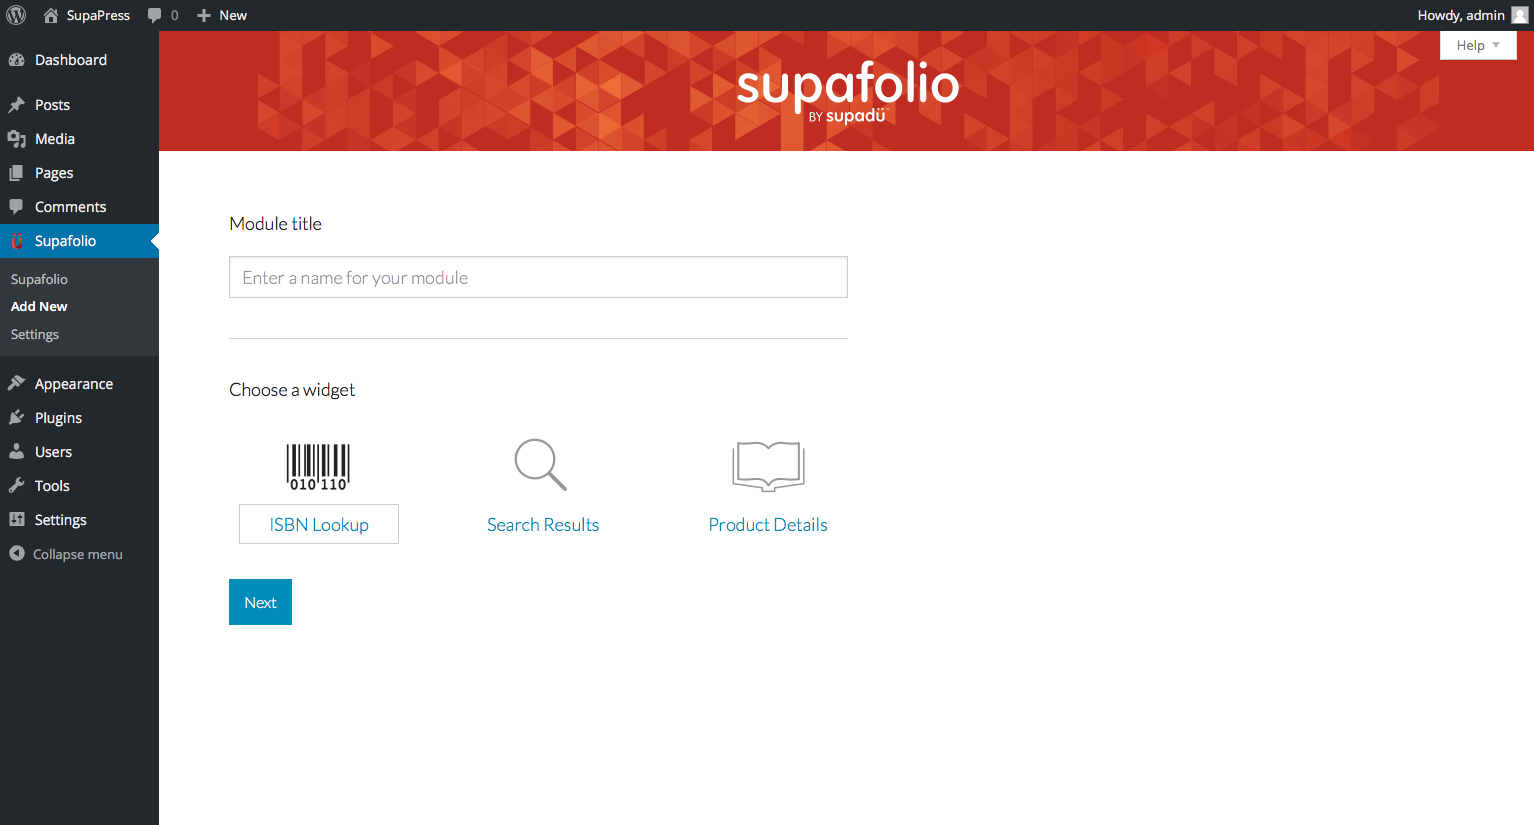 SupaPress 0 New Howdy, admin
Help
supafolio
BY supadü™
Dashboard
Posts
Media
Pages
Comments
Supafolio
Supafolio
Add New
Settings
Appearance
Plugins
Users
Tools
Settings
Collapse menu
Module title
Enter a name for your module
Choose a widget
010 110
ISBN Lookup Search Results Product Details
Next